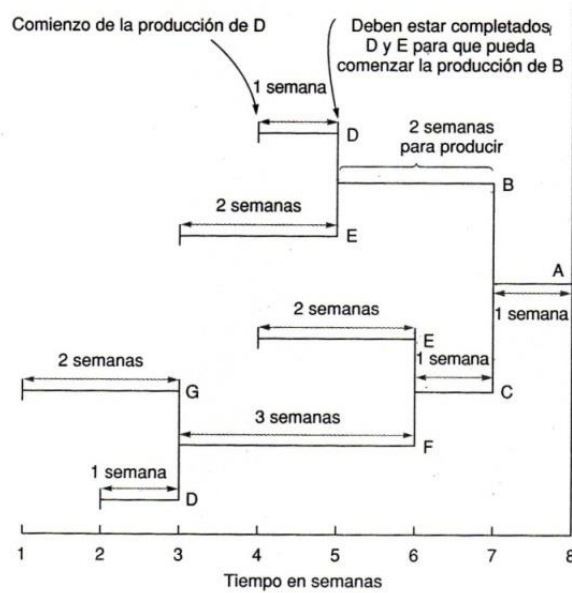 Comienzo de la producción de D
Deben estar completados
D y E para que pueda
comenzar la producción de B
1 semana
D
2 semanas
para producir
B
2 semanas
E
A
1 semana
2 semanas
E
2 semanas
1 semana
G
C
3 semanas
F
1 semana
D
1 2 3 4 5 6 7 8
Tiempo en semanas